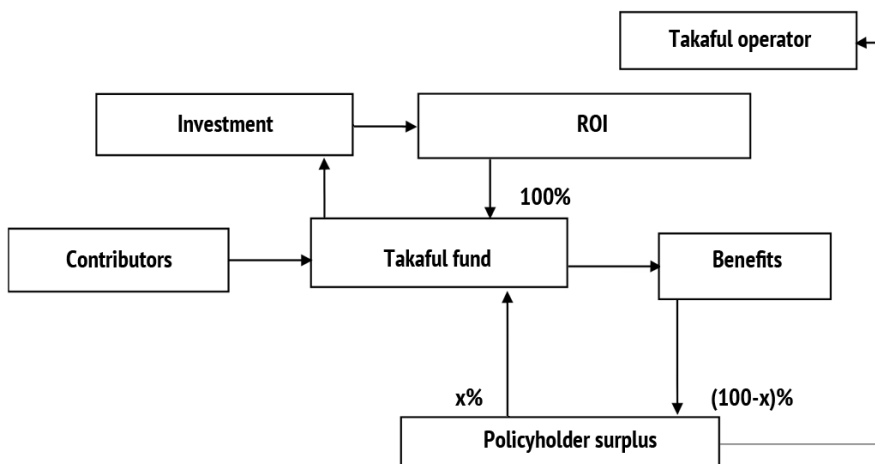 Takaful operator
Investment
ROI
100%
Contributors
Takaful fund
Benefits
x%
(100-x)%
Policyholder surplus